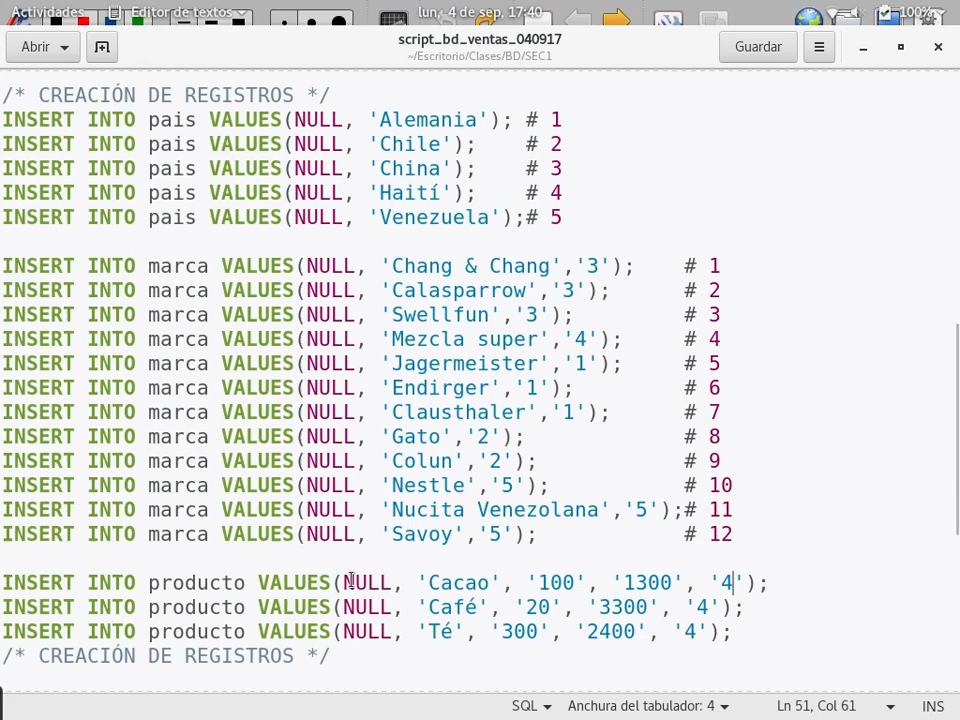 Actividades Editor de textos lun, 4 de sep, 17:40 100%
Abrir script_bd_ventas_040917 Guardar
~/Escritorio/Clases/BD/SEC1
/* CREACIÓN DE REGISTROS */
INSERT INTO pais VALUES(NULL, 'Alemania'); # 1
INSERT INTO pais VALUES(NULL, 'Chile');    # 2
INSERT INTO pais VALUES(NULL, 'China');    # 3
INSERT INTO pais VALUES(NULL, 'Haití');    # 4
INSERT INTO pais VALUES(NULL, 'Venezuela');# 5
INSERT INTO marca VALUES(NULL, 'Chang & Chang','3');    # 1
INSERT INTO marca VALUES(NULL, 'Calasparrow','3');      # 2
INSERT INTO marca VALUES(NULL, 'Swellfun','3');         # 3
INSERT INTO marca VALUES(NULL, 'Mezcla super','4');     # 4
INSERT INTO marca VALUES(NULL, 'Jagermeister','1');     # 5
INSERT INTO marca VALUES(NULL, 'Endirger','1');         # 6
INSERT INTO marca VALUES(NULL, 'Clausthaler','1');      # 7
INSERT INTO marca VALUES(NULL, 'Gato','2');             # 8
INSERT INTO marca VALUES(NULL, 'Colun','2');            # 9
INSERT INTO marca VALUES(NULL, 'Nestle','5');           # 10
INSERT INTO marca VALUES(NULL, 'Nucita Venezolana','5');# 11
INSERT INTO marca VALUES(NULL, 'Savoy','5');            # 12
INSERT INTO producto VALUES(NULL, 'Cacao', '100', '1300', '4');
INSERT INTO producto VALUES(NULL, 'Café', '20', '3300', '4');
INSERT INTO producto VALUES(NULL, 'Té', '300', '2400', '4');
/* CREACIÓN DE REGISTROS */
SQL Anchura del tabulador: 4 Ln 51, Col 61 INS